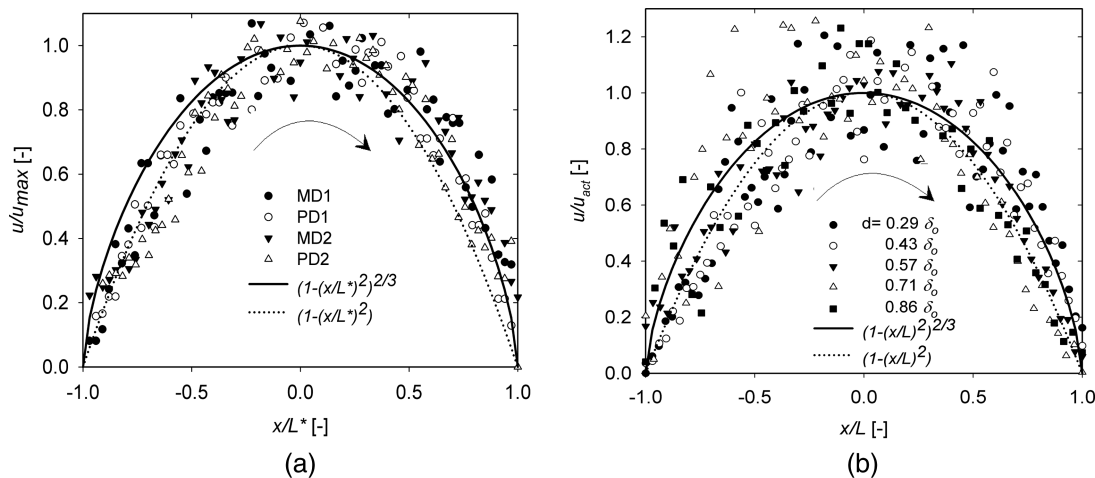 u/u_max [-]
1.0
0.8
0.6
0.4
0.2
0.0
MD1
PD1
MD2
PD2
(1-(x/L*)²)^2/3
(1-(x/L*)²)
-1.0 -0.5 0.0 0.5 1.0
x/L* [-]
(a)
u/u_act [-]
1.2
1.0
0.8
0.6
0.4
0.2
0.0
d= 0.29 δ_o
0.43 δ_o
0.57 δ_o
0.71 δ_o
0.86 δ_o
(1-(x/L)²)^2/3
(1-(x/L)²)
-1.0 -0.5 0.0 0.5 1.0
x/L [-]
(b)